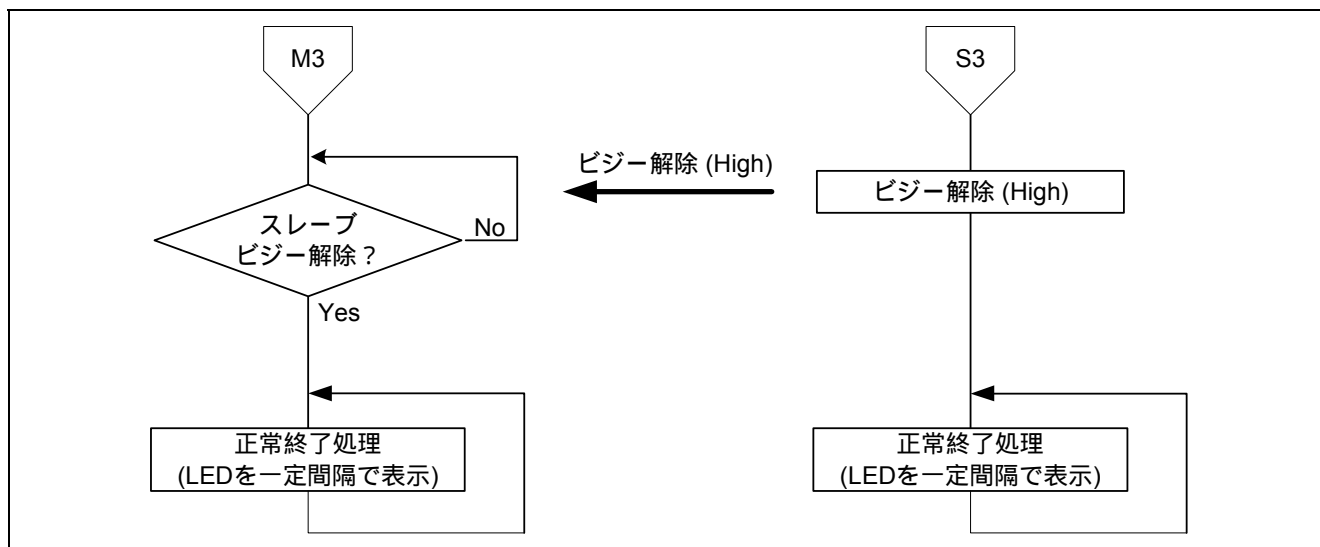 M3
S3
ビジー解除 (High)
ビジー解除 (High)
スレーブ
ビジー解除？
No
Yes
正常終了処理
(LEDを一定間隔で表示)
正常終了処理
(LEDを一定間隔で表示)